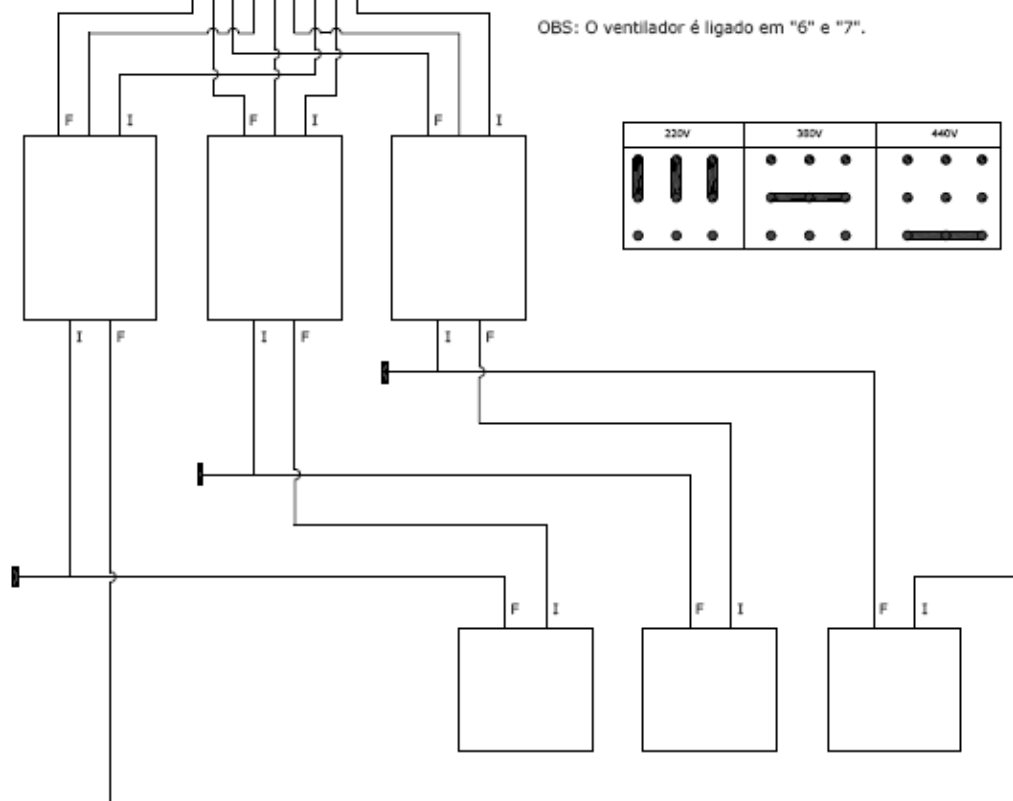 OBS: O ventilador é ligado em "6" e "7".
F I F I F I
220V 380V 440V
I F I F I F
F I F I F I